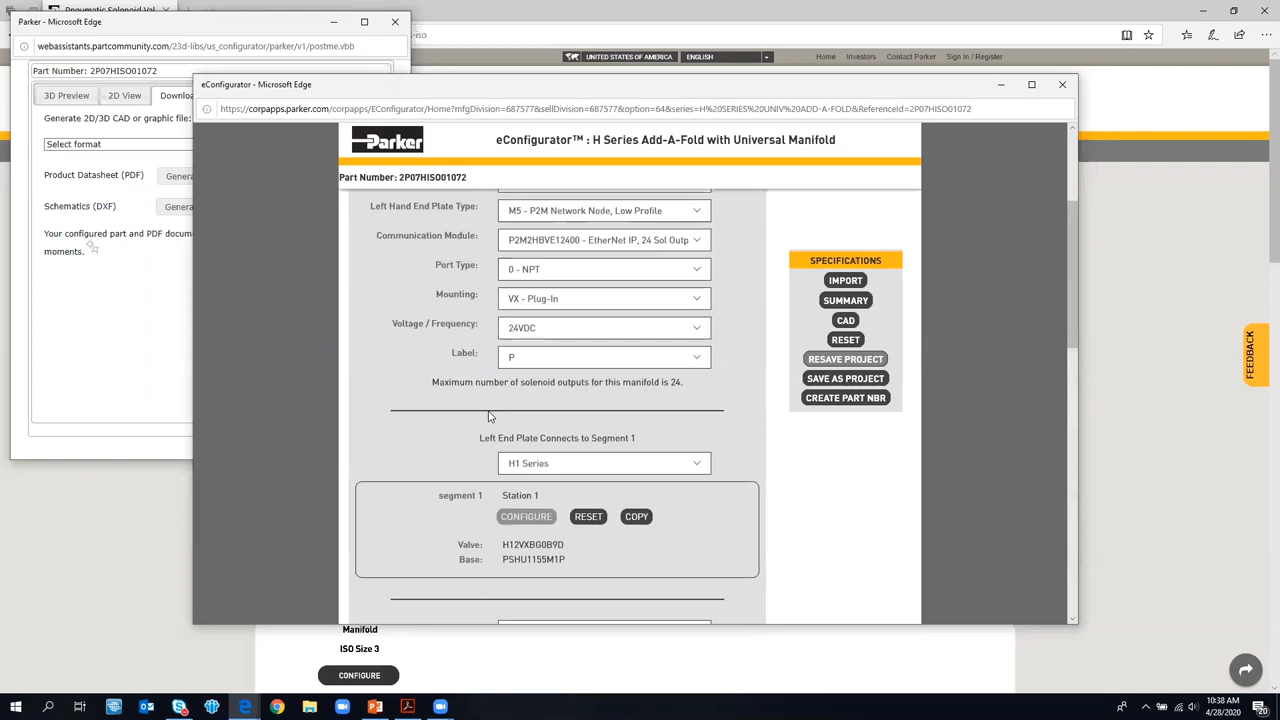 Pneumatic Solenoid Val
Parker - Microsoft Edge
webassistants.partcommunity.com/23d-libs/us_configurator/parker/v1/postme.vbb
-iso
Part Number: 2P07HISO01072
UNITED STATES OF AMERICA
ENGLISH
Home
Investors
Contact Parker
Sign In / Register
3D Preview
2D View
Downloa
Generate 2D/3D CAD or graphic file:
Select format
Product Datasheet (PDF)
Genera
Schematics (DXF)
Genera
Your configured part and PDF docum
moments.
eConfigurator - Microsoft Edge
https://corpapps.parker.com/corpapps/EConfigurator/Home?mfgDivision=687577&sellDivision=687577&option=64&series=H%20SERIES%20UNIV%20ADD-A-FOLD&ReferenceId=2P07HISO01072
Parker
eConfigurator™ : H Series Add-A-Fold with Universal Manifold
Part Number: 2P07HISO01072
Left Hand End Plate Type:
M5 - P2M Network Node, Low Profile
Communication Module:
P2M2HBVE12400 - EtherNet IP, 24 Sol Outp
Port Type:
0 - NPT
Mounting:
VX - Plug-In
Voltage / Frequency:
24VDC
Label:
P
Maximum number of solenoid outputs for this manifold is 24.
Left End Plate Connects to Segment 1
H1 Series
segment 1
Station 1
CONFIGURE
RESET
COPY
Valve:
H12VXBG0B9D
Base:
PSHU1155M1P
SPECIFICATIONS
IMPORT
SUMMARY
CAD
RESET
RESAVE PROJECT
SAVE AS PROJECT
CREATE PART NBR
FEEDBACK
Manifold
ISO Size 3
CONFIGURE
10:38 AM
4/28/2020
20